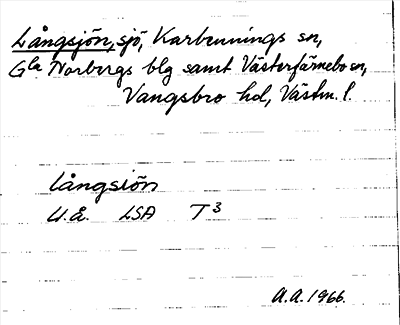 Långsjön, sjö, Karbennings sn,
Gla Norbergs blg samt Västerfärnebo sn,
Vangsbro hd, Västm. l.
långsiön
U.å. LSA T3
A.A. 1966.